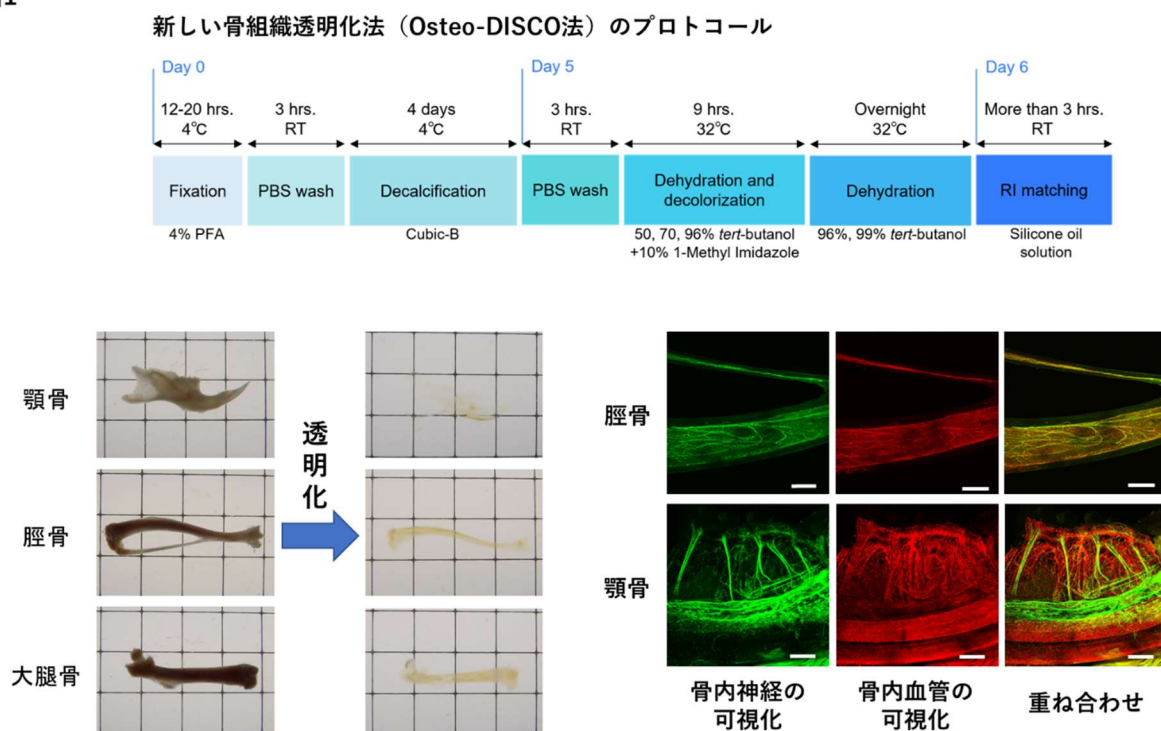 新しい骨組織透明化法（Osteo-DISCO法）のプロトコール
Day 0
Day 5
Day 6
12-20 hrs.
4℃
3 hrs.
RT
4 days
4℃
3 hrs.
RT
9 hrs.
32℃
Overnight
32℃
More than 3 hrs.
RT
Fixation
PBS wash
Decalcification
PBS wash
Dehydration and
decolorization
Dehydration
RI matching
4% PFA
Cubic-B
50, 70, 96% tert-butanol
+10% 1-Methyl Imidazole
96%, 99% tert-butanol
Silicone oil
solution
顎骨
脛骨
大腿骨
透明化
脛骨
顎骨
骨内神経の
可視化
骨内血管の
可視化
重ね合わせ